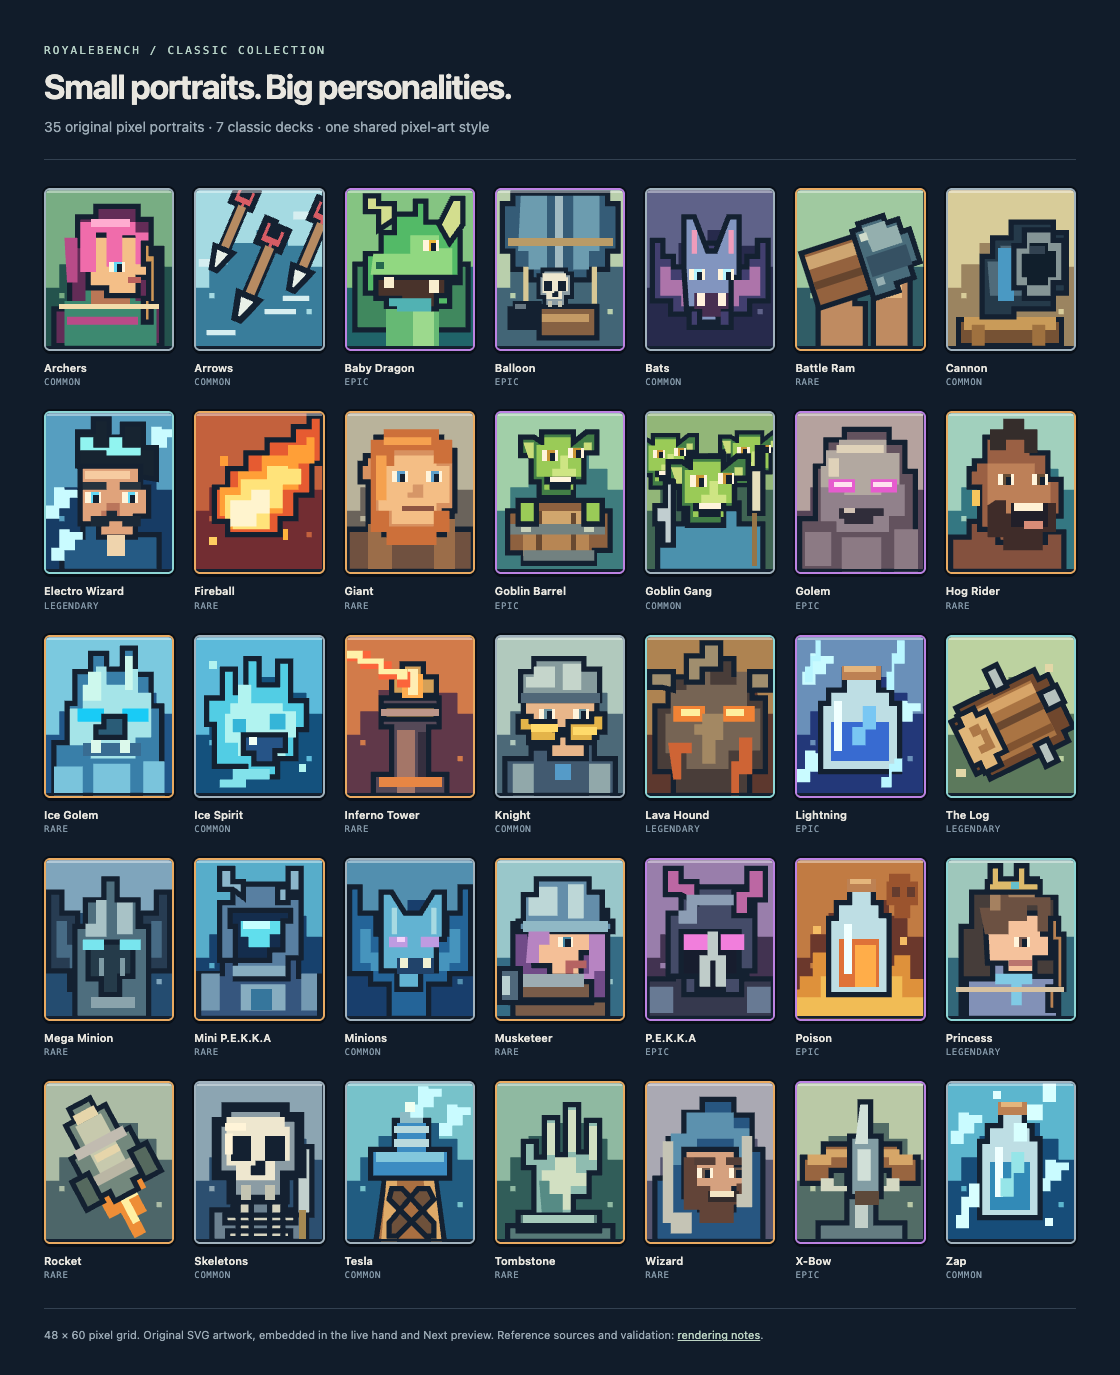 ROYALEBENCH / CLASSIC COLLECTION
Small portraits. Big personalities.
35 original pixel portraits · 7 classic decks · one shared pixel-art style
Archers
COMMON
Arrows
COMMON
Baby Dragon
EPIC
Balloon
EPIC
Bats
COMMON
Battle Ram
RARE
Cannon
COMMON
Electro Wizard
LEGENDARY
Fireball
RARE
Giant
RARE
Goblin Barrel
EPIC
Goblin Gang
COMMON
Golem
EPIC
Hog Rider
RARE
Ice Golem
RARE
Ice Spirit
COMMON
Inferno Tower
RARE
Knight
COMMON
Lava Hound
LEGENDARY
Lightning
EPIC
The Log
LEGENDARY
Mega Minion
RARE
Mini P.E.K.K.A
RARE
Minions
COMMON
Musketeer
RARE
P.E.K.K.A
EPIC
Poison
EPIC
Princess
LEGENDARY
Rocket
RARE
Skeletons
COMMON
Tesla
COMMON
Tombstone
RARE
Wizard
RARE
X-Bow
EPIC
Zap
COMMON
48 × 60 pixel grid. Original SVG artwork, embedded in the live hand and Next preview. Reference sources and validation: rendering notes.